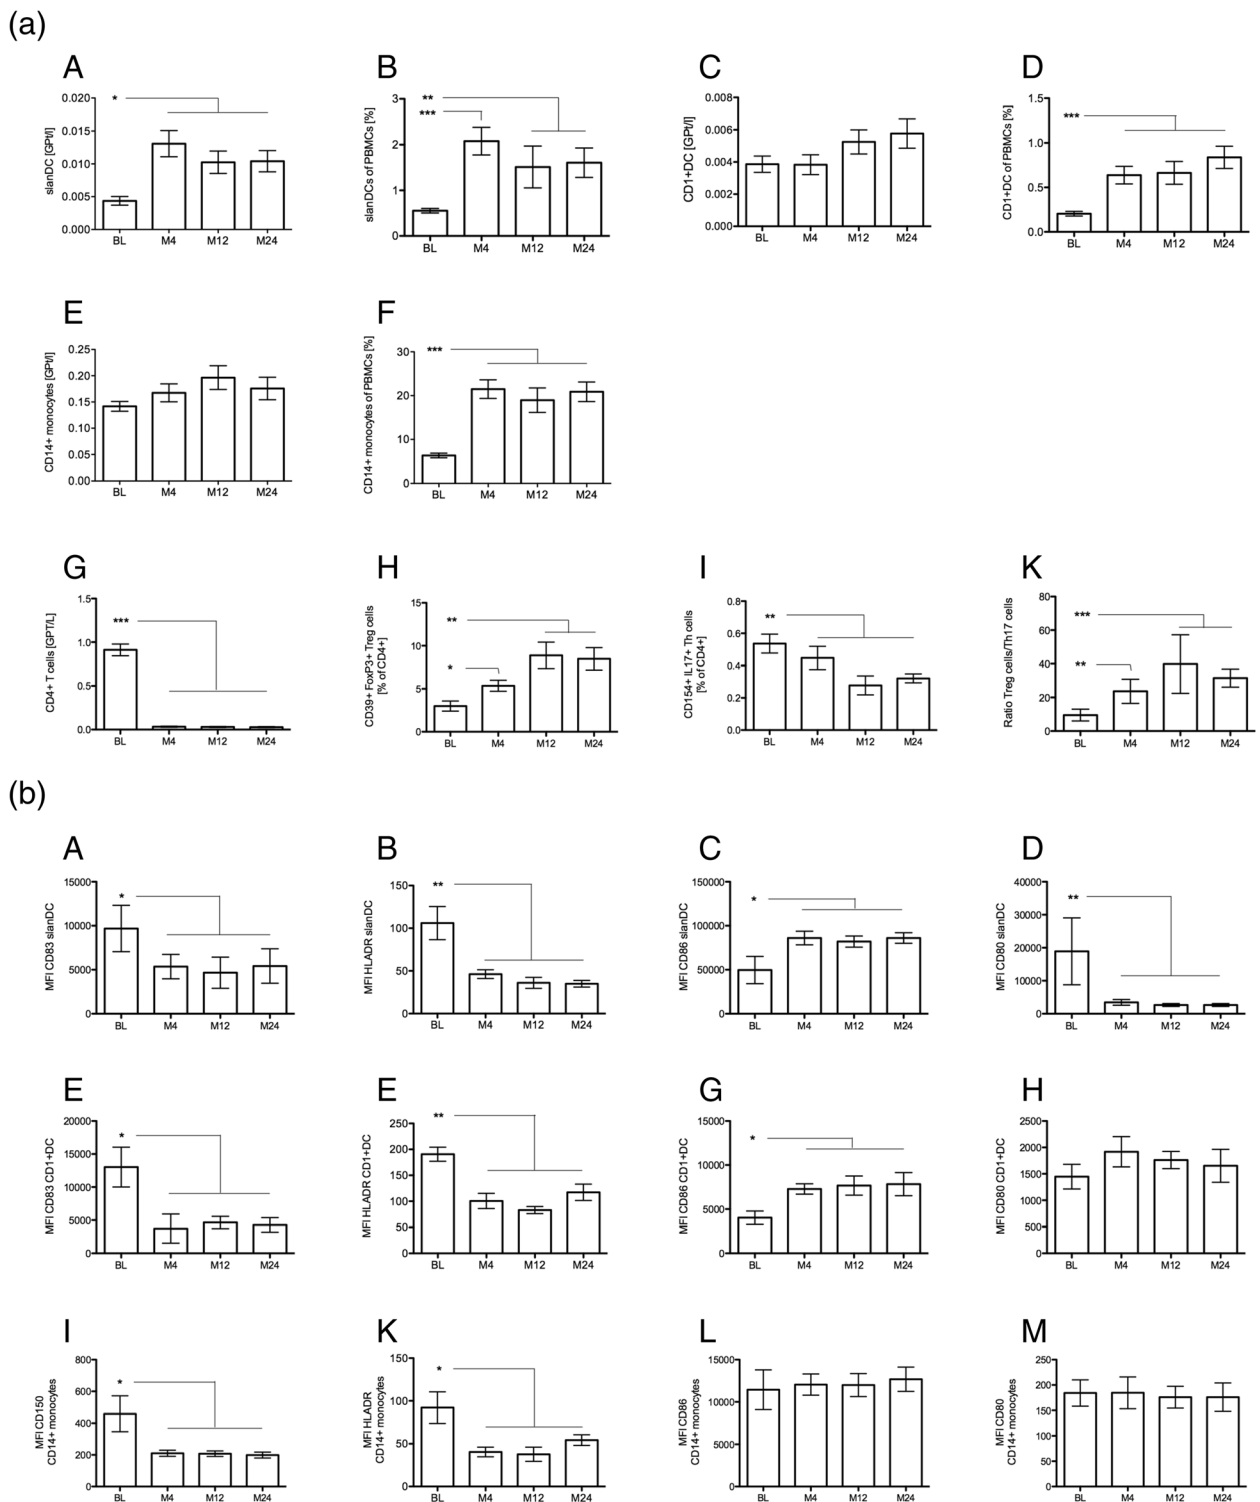 (a)
A
B
C
D
slanDC [GPt/l]
0.020
0.015
0.010
0.005
0.000
*
BL M4 M12 M24
slanDCs of PBMCs [%]
3
2
1
0
**
***
BL M4 M12 M24
CD1+DC [GPt/l]
0.008
0.006
0.004
0.002
0.000
BL M4 M12 M24
CD1+DC of PBMCs [%]
1.5
1.0
0.5
0.0
***
BL M4 M12 M24
E
F
CD14+ monocytes [GPt/l]
0.25
0.20
0.15
0.10
0.05
0.00
BL M4 M12 M24
CD14+ monocytes of PBMCs [%]
30
20
10
0
***
BL M4 M12 M24
G
H
I
K
CD4+ T cells [GPT/L]
1.5
1.0
0.5
0.0
***
BL M4 M12 M24
CD39+ FoxP3+ Treg cells
[% of CD4+]
15
10
5
0
**
*
BL M4 M12 M24
CD154+ IL17+ Th cells
[% of CD4+]
0.8
0.6
0.4
0.2
0.0
**
BL M4 M12 M24
Ratio Treg cells/Th17 cells
80
60
40
20
0
***
**
BL M4 M12 M24
(b)
A
B
C
D
MFI CD83 slanDC
15000
10000
5000
0
*
BL M4 M12 M24
MFI HLADR slanDC
150
100
50
0
**
BL M4 M12 M24
MFI CD86 slanDC
150000
100000
50000
0
*
BL M4 M12 M24
MFI CD80 slanDC
40000
30000
20000
10000
0
**
BL M4 M12 M24
E
E
G
H
MFI CD83 CD1+DC
20000
15000
10000
5000
0
*
BL M4 M12 M24
MFI HLADR CD1+DC
250
200
150
100
50
0
**
BL M4 M12 M24
MFI CD86 CD1+DC
15000
10000
5000
0
*
BL M4 M12 M24
MFI CD80 CD1+DC
2500
2000
1500
1000
500
0
BL M4 M12 M24
I
K
L
M
MFI CD150
CD14+ monocytes
800
600
400
200
0
*
BL M4 M12 M24
MFI HLADR
CD14+ monocytes
150
100
50
0
*
BL M4 M12 M24
MFI CD86
CD14+ monocytes
15000
10000
5000
0
BL M4 M12 M24
MFI CD80
CD14+ monocytes
250
200
150
100
50
0
BL M4 M12 M24